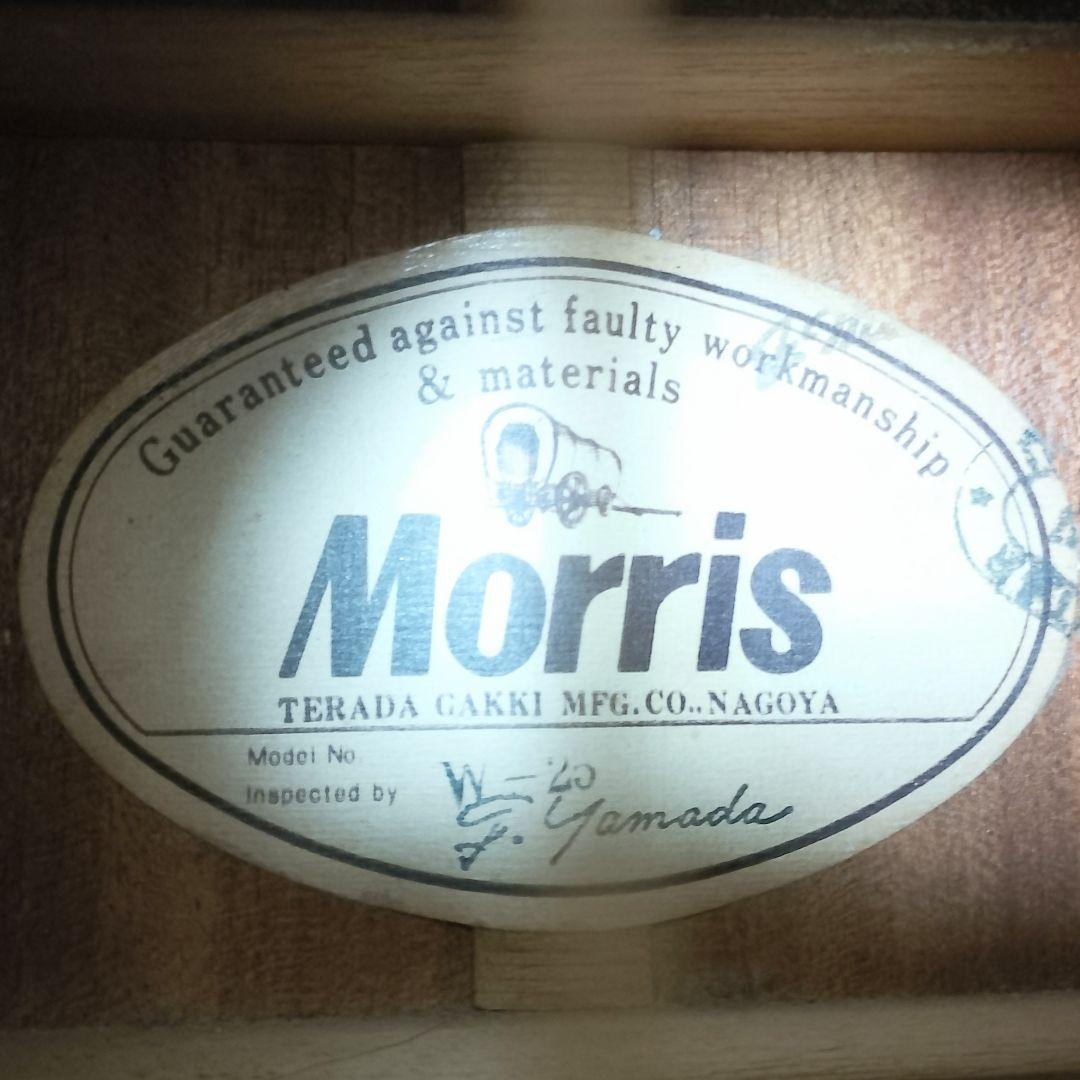 Guaranteed against faulty workmanship
& materials
Morris
TERADA GAKKI MFG.CO.,NAGOYA
Model No W-20
Inspected by F. Yamada